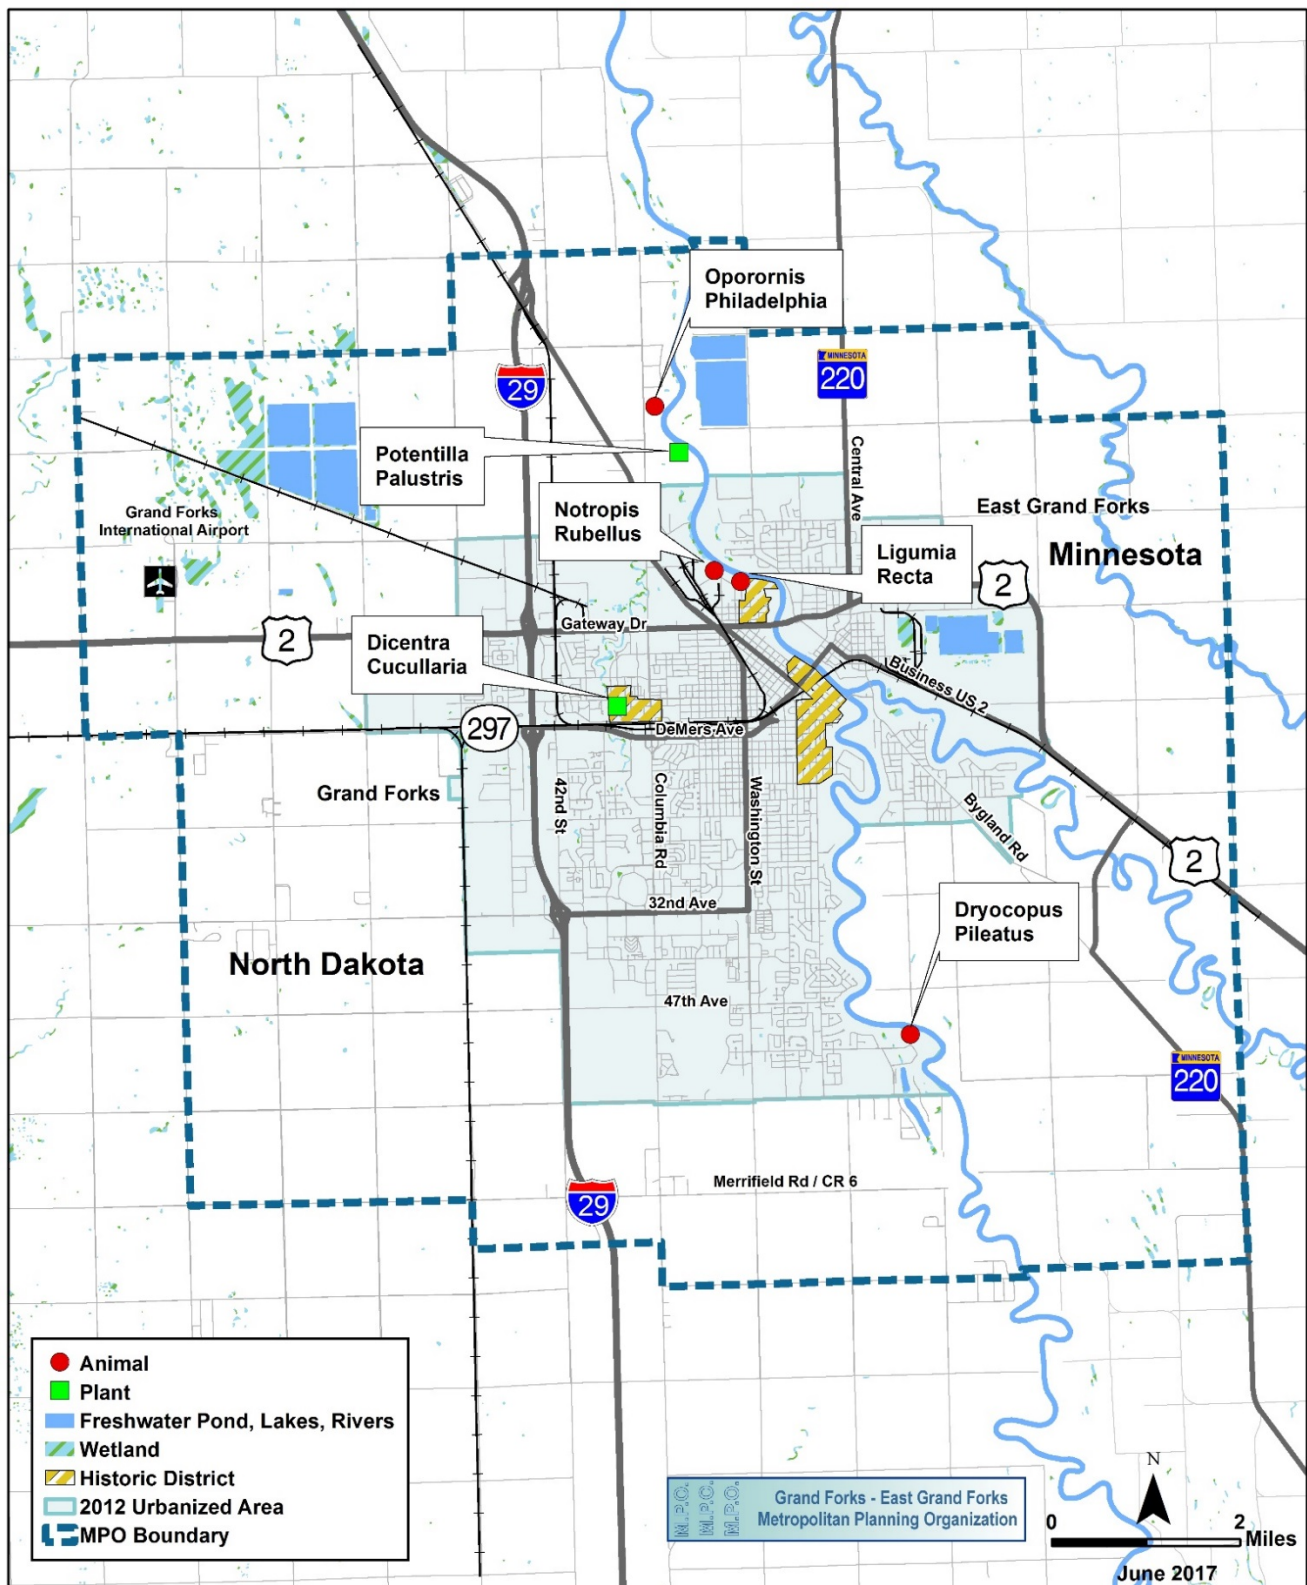 Oporornis
Philadelphia
MINNESOTA
220
29
Potentilla
Palustris
Central Ave
Notropis
Rubellus
East Grand Forks
Grand Forks
International Airport
Minnesota
Ligumia
Recta
2
2
Gateway Dr
Dicentra
Cucullaria
Business US 2
297
DeMers Ave
Grand Forks
42nd St
Columbia Rd
Washington St
Bygland Rd
2
32nd Ave
Dryocopus
Pileatus
North Dakota
47th Ave
MINNESOTA
220
Merrifield Rd / CR 6
29
Animal
Plant
Freshwater Pond, Lakes, Rivers
Wetland
Historic District
2012 Urbanized Area
MPO Boundary
M.P.O.
M.P.O.
M.P.O.
Grand Forks - East Grand Forks
Metropolitan Planning Organization
N
0 2
Miles
June 2017